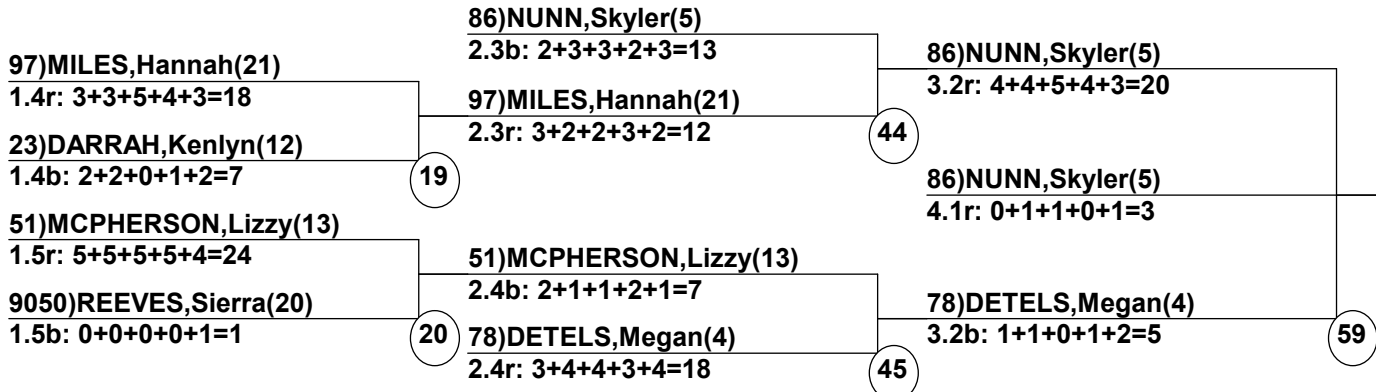 97)MILES,Hannah(21)
1.4r: 3+3+5+4+3=18
23)DARRAH,Kenlyn(12)
1.4b: 2+2+0+1+2=7
19
51)MCPHERSON,Lizzy(13)
1.5r: 5+5+5+5+4=24
9050)REEVES,Sierra(20)
1.5b: 0+0+0+0+1=1
20
86)NUNN,Skyler(5)
2.3b: 2+3+3+2+3=13
97)MILES,Hannah(21)
2.3r: 3+2+2+3+2=12
44
51)MCPHERSON,Lizzy(13)
2.4b: 2+1+1+2+1=7
78)DETELS,Megan(4)
2.4r: 3+4+4+3+4=18
45
86)NUNN,Skyler(5)
3.2r: 4+4+5+4+3=20
86)NUNN,Skyler(5)
4.1r: 0+1+1+0+1=3
78)DETELS,Megan(4)
3.2b: 1+1+0+1+2=5
59